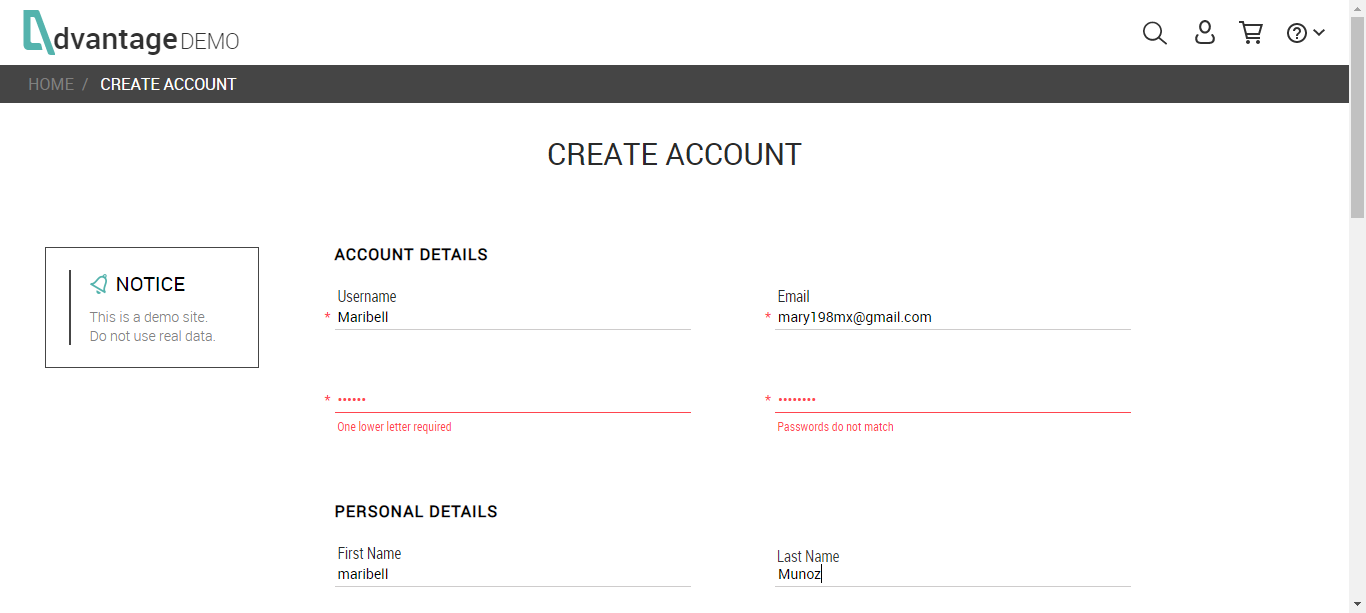 dvantage DEMO
HOME / CREATE ACCOUNT
CREATE ACCOUNT
NOTICE
This is a demo site.
Do not use real data.
ACCOUNT DETAILS
Username
* Maribell
Email
* mary198mx@gmail.com
* ••••••
One lower letter required
* ••••••••
Passwords do not match
PERSONAL DETAILS
First Name
maribell
Last Name
Munoz